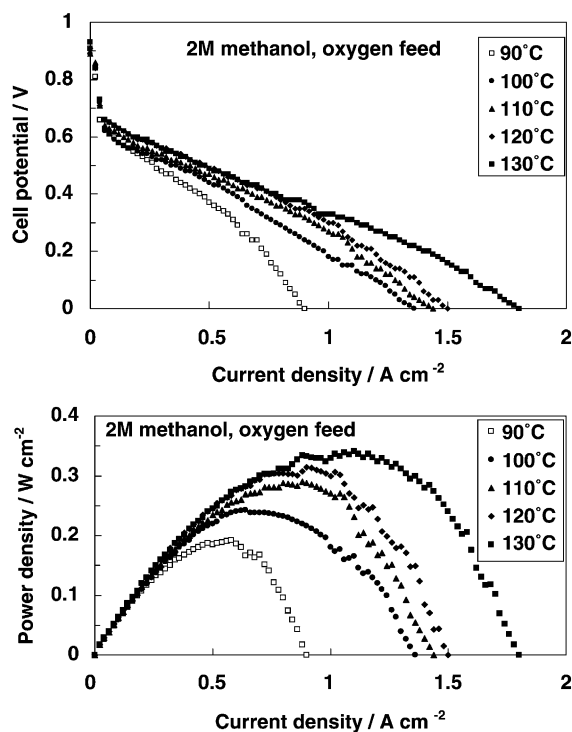 2M methanol, oxygen feed
90˚C
100˚C
110˚C
120˚C
130˚C
Cell potential / V
1
0.8
0.6
0.4
0.2
0
0
0.5
1
1.5
2
Current density / A cm-2
2M methanol, oxygen feed
90˚C
100˚C
110˚C
120˚C
130˚C
Power density / W cm-2
0.4
0.3
0.2
0.1
0
0
0.5
1
1.5
2
Current density / A cm-2